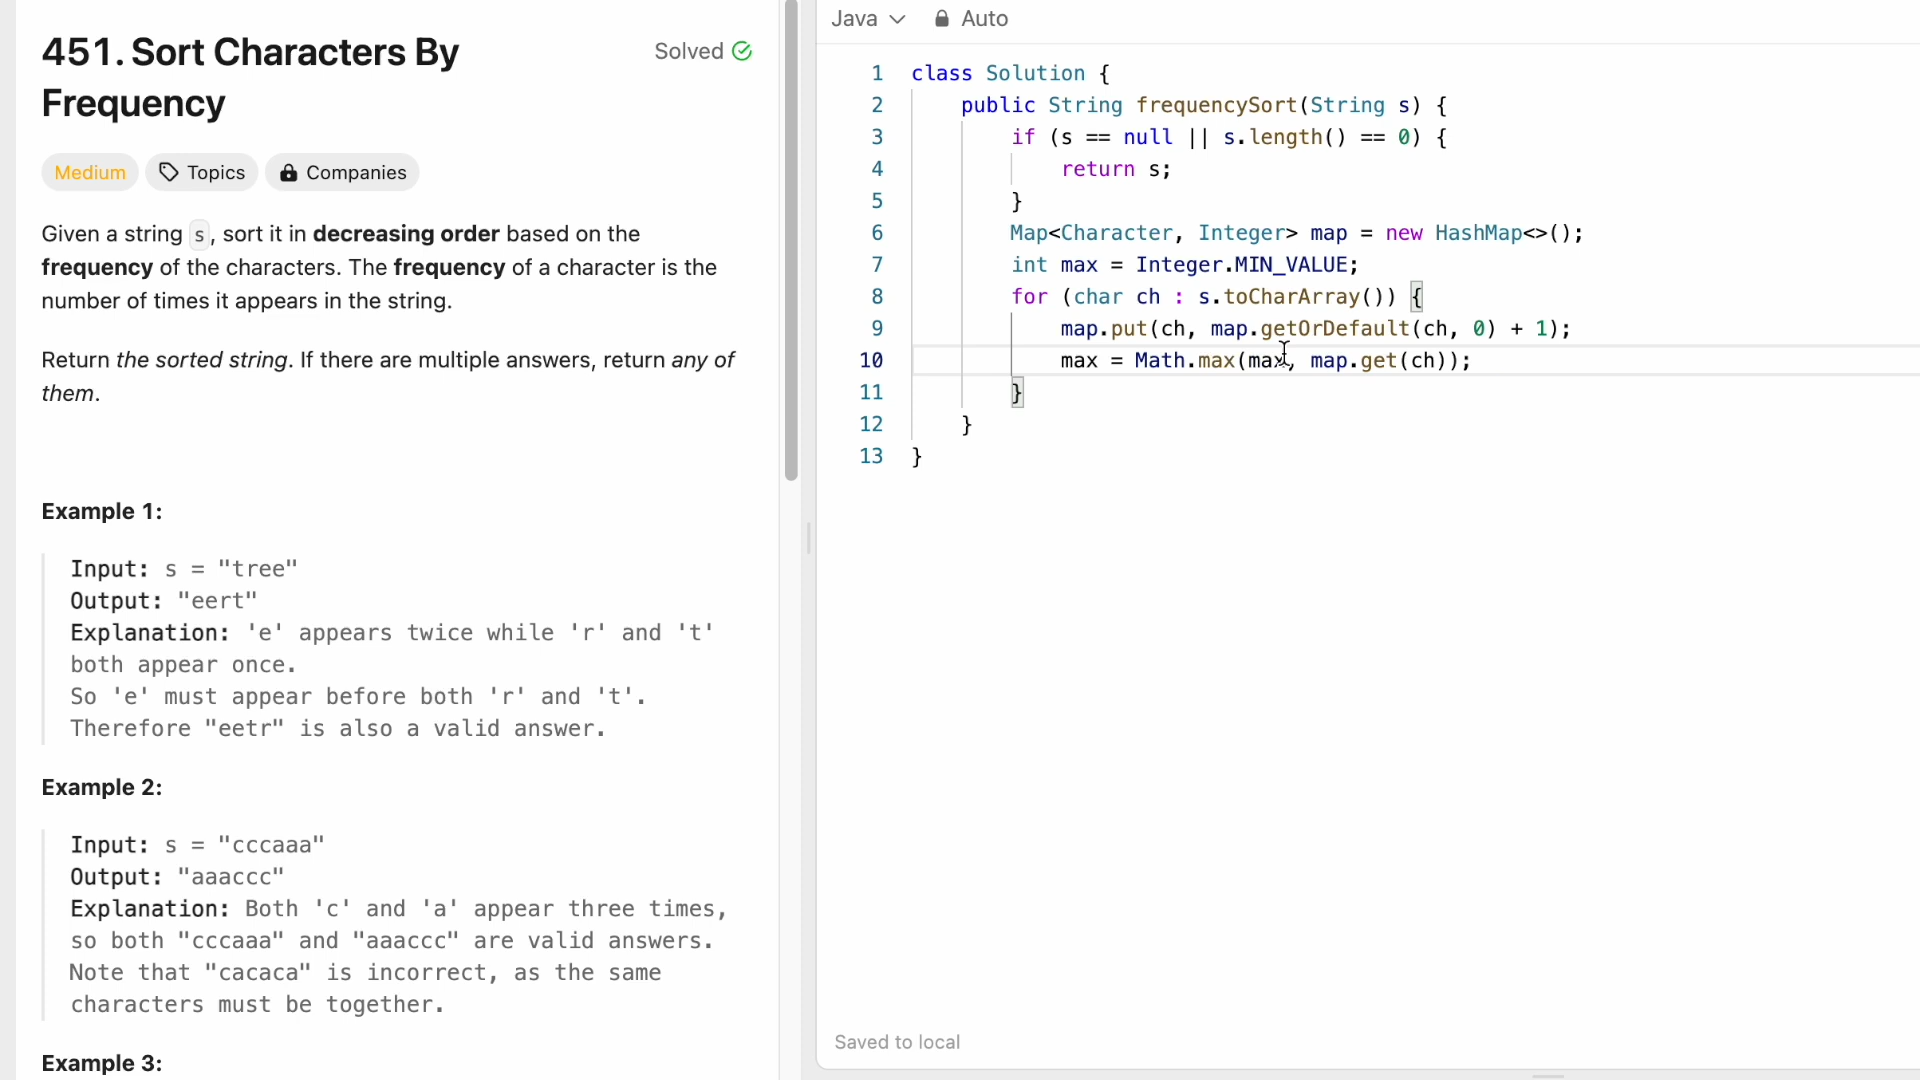 451. Sort Characters By
Frequency
Solved
Medium
Topics
Companies
Given a string s, sort it in decreasing order based on the
frequency of the characters. The frequency of a character is the
number of times it appears in the string.
Return the sorted string. If there are multiple answers, return any of
them.
Example 1:
Input: s = "tree"
Output: "eert"
Explanation: 'e' appears twice while 'r' and 't'
both appear once.
So 'e' must appear before both 'r' and 't'.
Therefore "eetr" is also a valid answer.
Example 2:
Input: s = "cccaaa"
Output: "aaaccc"
Explanation: Both 'c' and 'a' appear three times,
so both "cccaaa" and "aaaccc" are valid answers.
Note that "cacaca" is incorrect, as the same
characters must be together.
Example 3:
Java
Auto
1 class Solution {
2     public String frequencySort(String s) {
3         if (s == null || s.length() == 0) {
4             return s;
5         }
6         Map<Character, Integer> map = new HashMap<>();
7         int max = Integer.MIN_VALUE;
8         for (char ch : s.toCharArray()) {
9             map.put(ch, map.getOrDefault(ch, 0) + 1);
10             max = Math.max(max, map.get(ch));
11         }
12     }
13 }
Saved to local